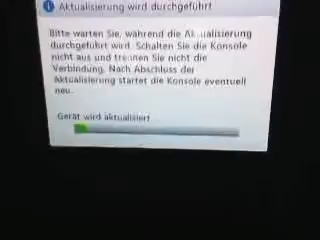 Aktualisierung wird durchgeführt
Bitte warten Sie, während die Aktualisierung
durchgeführt wird. Schalten Sie die Konsole
nicht aus und trennen Sie nicht die
Verbindung. Nach Abschluss der
Aktualisierung startet die Konsole eventuell
neu.
Gerät wird aktualisiert